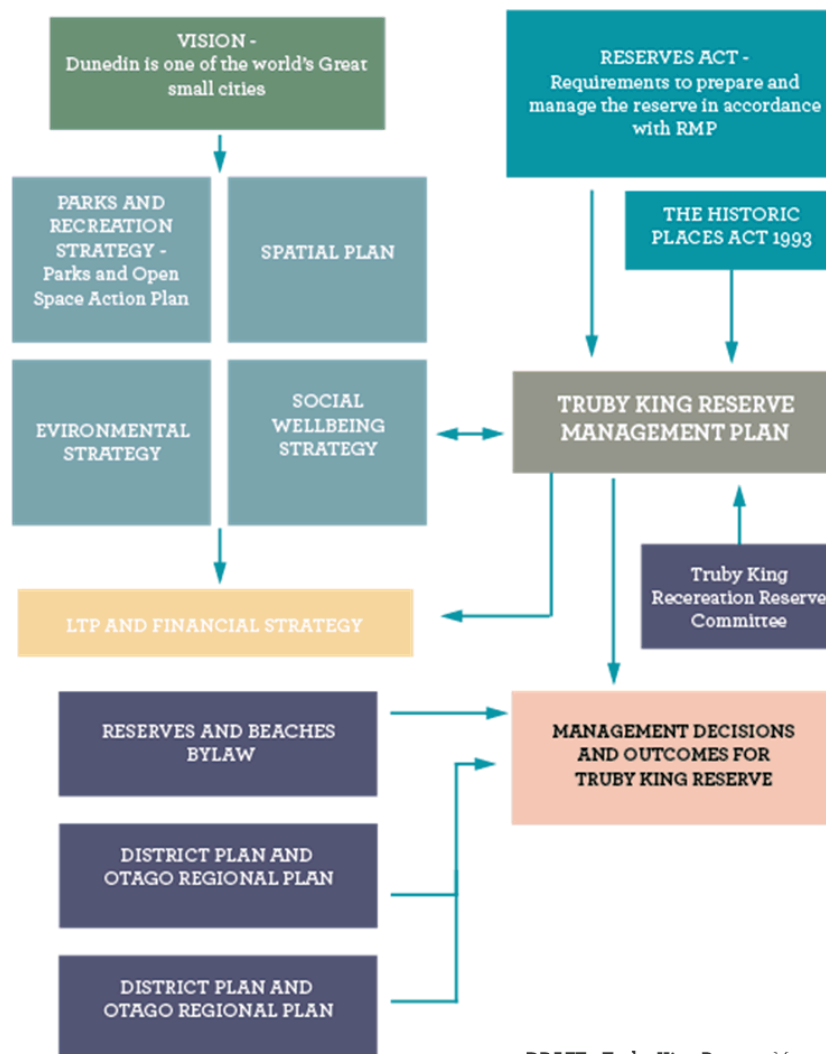 VISION -
Dunedin is one of the world's Great
small cities
RESERVES ACT -
Requirements to prepare and
manage the reserve in accordance
with RMP
PARKS AND
RECREATION
STRATEGY -
Parks and Open
Space Action Plan
SPATIAL PLAN
THE HISTORIC
PLACES ACT 1993
EVIRONMENTAL
STRATEGY
SOCIAL
WELLBEING
STRATEGY
TRUBY KING RESERVE
MANAGEMENT PLAN
Truby King
Recereation Reserve
Committee
LTP AND FINANCIAL STRATEGY
RESERVES AND BEACHES
BYLAW
MANAGEMENT DECISIONS
AND OUTCOMES FOR
TRUBY KING RESERVE
DISTRICT PLAN AND
OTAGO REGIONAL PLAN
DISTRICT PLAN AND
OTAGO REGIONAL PLAN